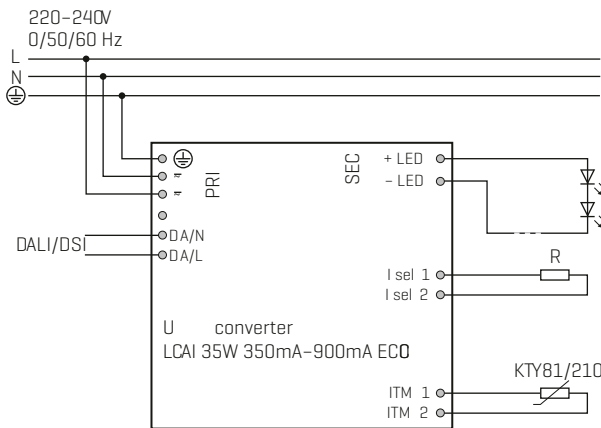 220–240V
0/50/60 Hz
L
N
PRI
SEC
+ LED
– LED
DA/N
DALI/DSI
DA/L
I sel 1
R
I sel 2
U converter
LCAI 35W 350mA–900mA ECO
KTY81/210
ITM 1
ITM 2